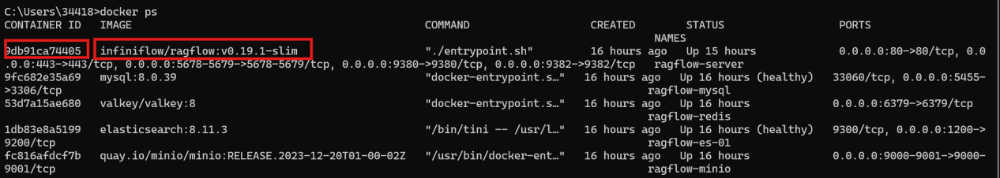 C:\Users\34418>docker ps
CONTAINER ID   IMAGE                                             COMMAND                  CREATED        STATUS                  PORTS
NAMES
9db91ca74405   infiniflow/ragflow:v0.19.1-slim                   "./entrypoint.sh"        16 hours ago   Up 15 hours             0.0.0.0:80->80/tcp, 0.0
.0.0:443->443/tcp, 0.0.0.0:5678-5679->5678-5679/tcp, 0.0.0.0:9380->9380/tcp, 0.0.0.0:9382->9382/tcp   ragflow-server
9fc682e35a69   mysql:8.0.39                                      "docker-entrypoint.s…"   16 hours ago   Up 16 hours (healthy)   33060/tcp, 0.0.0.0:5455-
>3306/tcp   ragflow-mysql
53d7a15ae680   valkey/valkey:8                                   "docker-entrypoint.s…"   16 hours ago   Up 16 hours             0.0.0.0:6379->6379/tcp
ragflow-redis
1db83e8a5199   elasticsearch:8.11.3                              "/bin/tini -- /usr/l…"   16 hours ago   Up 16 hours (healthy)   9300/tcp, 0.0.0.0:1200->
9200/tcp   ragflow-es-01
fc816afdcf7b   quay.io/minio/minio:RELEASE.2023-12-20T01-00-02Z  "/usr/bin/docker-ent…"   16 hours ago   Up 16 hours             0.0.0.0:9000-9001->9000-
9001/tcp   ragflow-minio